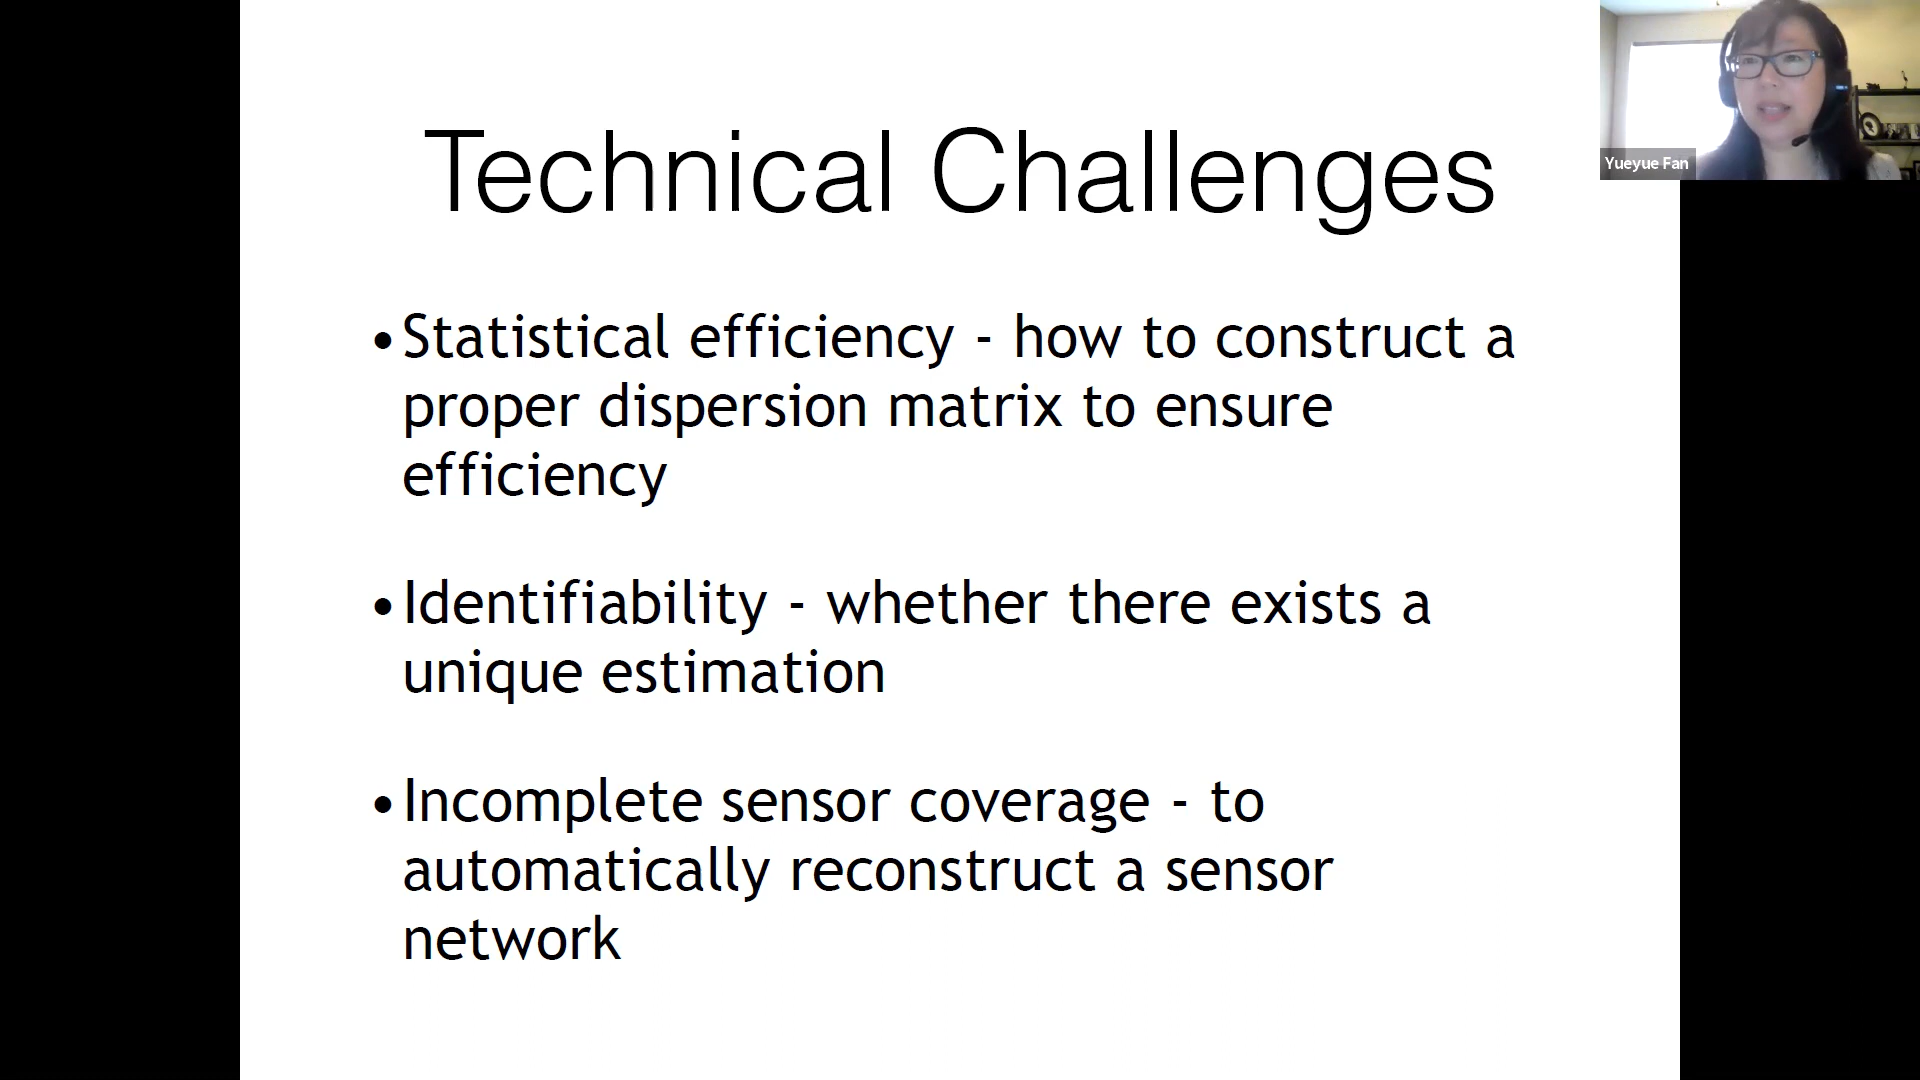 Technical Challenges
Yueyue Fan
•Statistical efficiency - how to construct a
proper dispersion matrix to ensure
efficiency
•Identifiability - whether there exists a
unique estimation
•Incomplete sensor coverage - to
automatically reconstruct a sensor
network